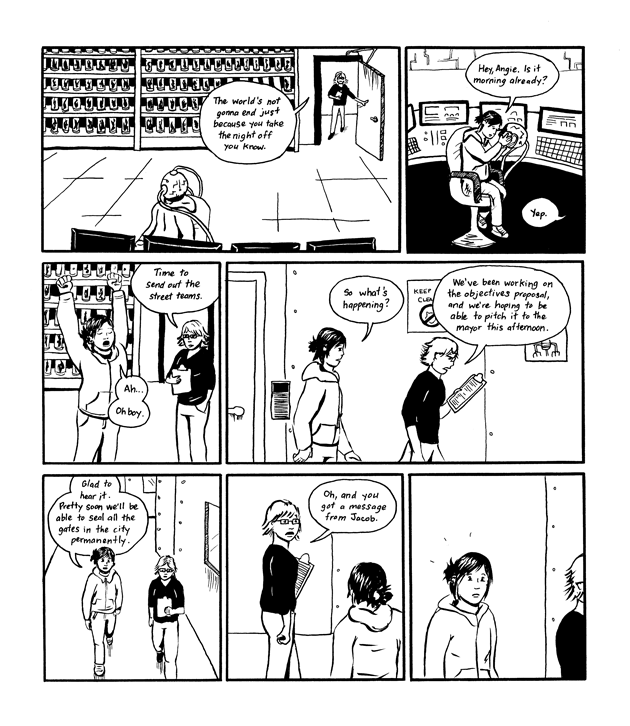 The world's not
gonna end just
because you take
the night off
you know.
Hey, Angie. Is it
morning already?
Yep.
Time to
send out the
street teams.
Ah...
Oh boy.
So what's
happening?
KEEP
CLEA
We've been working on
the objectives proposal,
and we're hoping to be
able to pitch it to the
mayor this afternoon.
Glad to
hear it.
Pretty soon we'll be
able to seal all the
gates in the city
permanently.
Oh, and you
got a message
from Jacob.